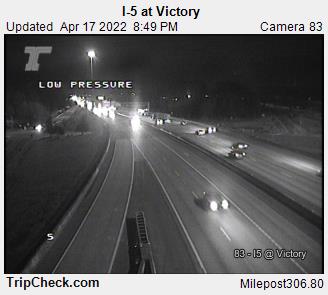 I-5 at Victory
Updated Apr 17 2022 8:49 PM Camera 83
T
LOW PRESSURE
S
83 - I5 @ Victory
TripCheck.com Milepost306.80